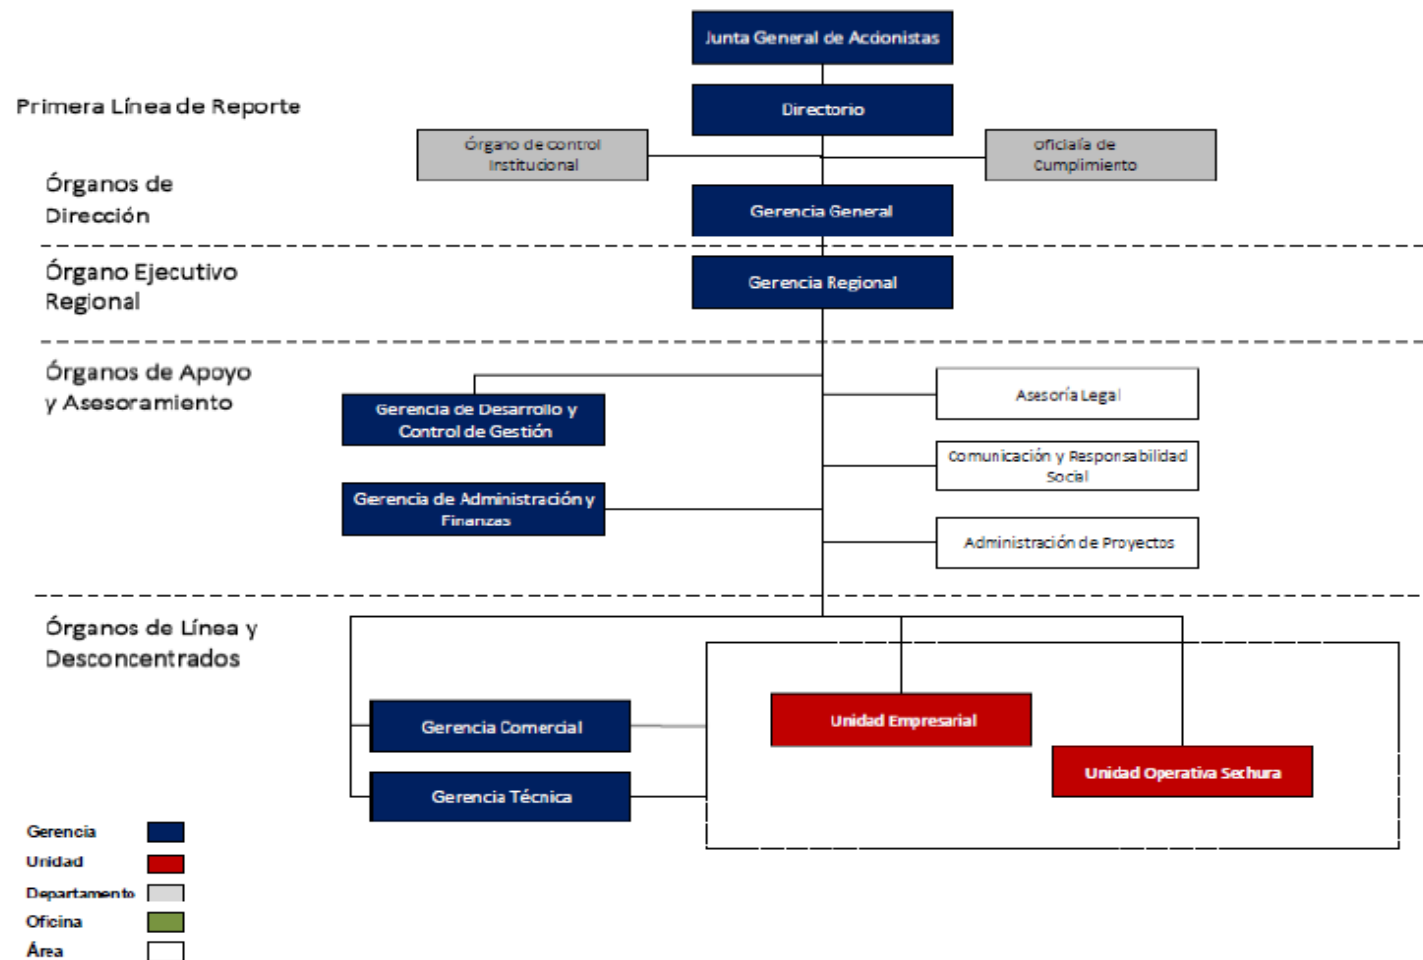 Junta General de Accionistas
Primera Línea de Reporte
Directorio
Órgano de Control
Institucional
Oficialía de
Cumplimiento
Órganos de
Dirección
Gerencia General
Órgano Ejecutivo
Regional
Gerencia Regional
Órganos de Apoyo
y Asesoramiento
Gerencia de Desarrollo y
Control de Gestión
Asesoría Legal
Comunicación y Responsabilidad
Social
Gerencia de Administración y
Finanzas
Administración de Proyectos
Órganos de Línea y
Desconcentrados
Gerencia Comercial
Unidad Empresarial
Unidad Operativa Sechura
Gerencia Técnica
Gerencia
Unidad
Departamento
Oficina
Área